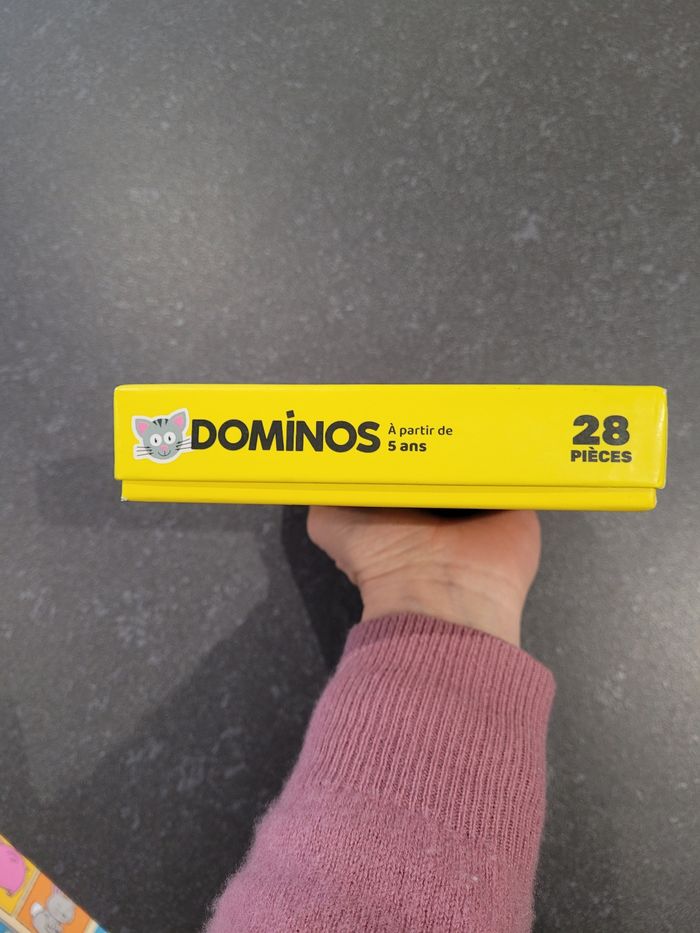 DOMINOS
À partir de
5 ans
28
PIÈCES